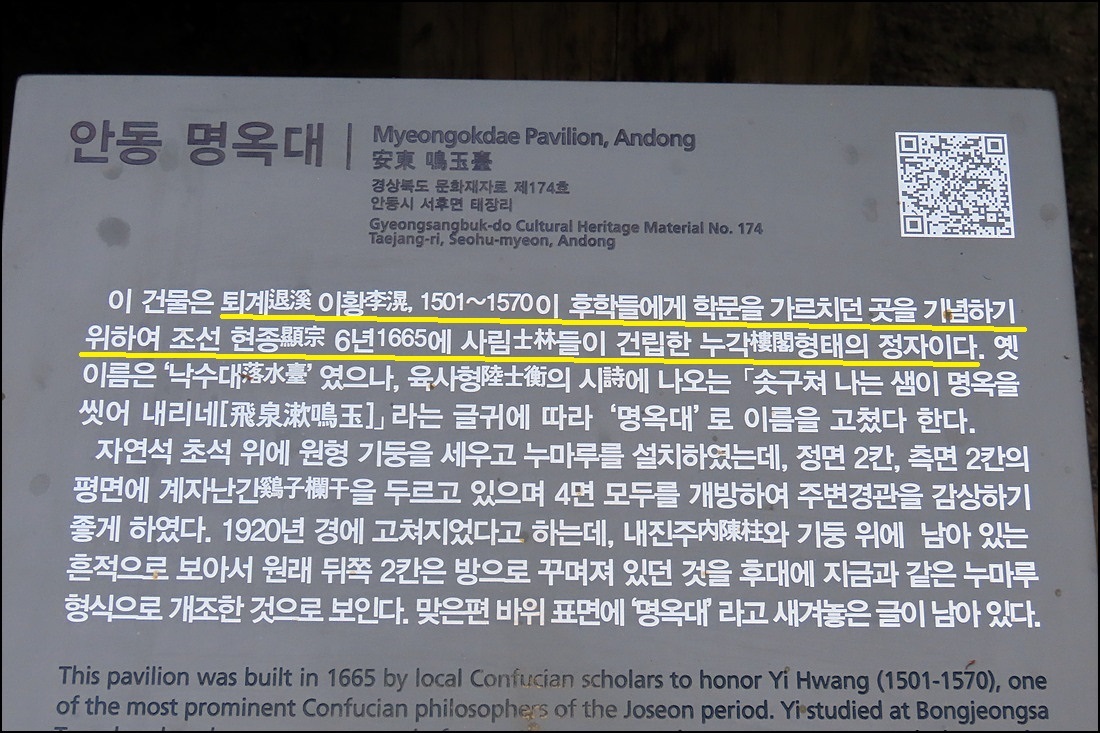 안동 명옥대
Myeongokdae Pavilion, Andong
安東 鳴玉臺
경상북도 문화재자료 제174호
안동시 서후면 태장리
Gyeongsangbuk-do Cultural Heritage Material No. 174
Taejang-ri, Seohu-myeon, Andong
이 건물은 퇴계退溪 이황李滉, 1501~1570이 후학들에게 학문을 가르치던 곳을 기념하기
위하여 조선 현종顯宗 6년1665에 사림士林들이 건립한 누각樓閣형태의 정자이다. 옛
이름은 '낙수대落水臺' 였으나, 육사형陸士衡의 시詩에 나오는 「솟구쳐 나는 샘이 명옥을
씻어 내리네[飛泉漱鳴玉]」라는 글귀에 따라 '명옥대'로 이름을 고쳤다 한다.
자연석 초석 위에 원형 기둥을 세우고 누마루를 설치하였는데, 정면 2칸, 측면 2칸의
평면에 계자난간鷄子欄干을 두르고 있으며 4면 모두를 개방하여 주변경관을 감상하기
좋게 하였다. 1920년 경에 고쳐지었다고 하는데, 내진주內陳柱와 기둥 위에 남아 있는
흔적으로 보아서 원래 뒤쪽 2칸은 방으로 꾸며져 있던 것을 후대에 지금과 같은 누마루
형식으로 개조한 것으로 보인다. 맞은편 바위 표면에 '명옥대'라고 새겨놓은 글이 남아 있다.
This pavilion was built in 1665 by local Confucian scholars to honor Yi Hwang (1501-1570), one
of the most prominent Confucian philosophers of the Joseon period. Yi studied at Bongjeongsa